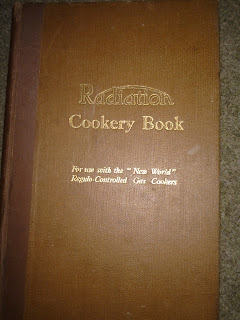 Radiation
Cookery Book
For use with the "New World"
Regulo-Controlled Gas Cookers